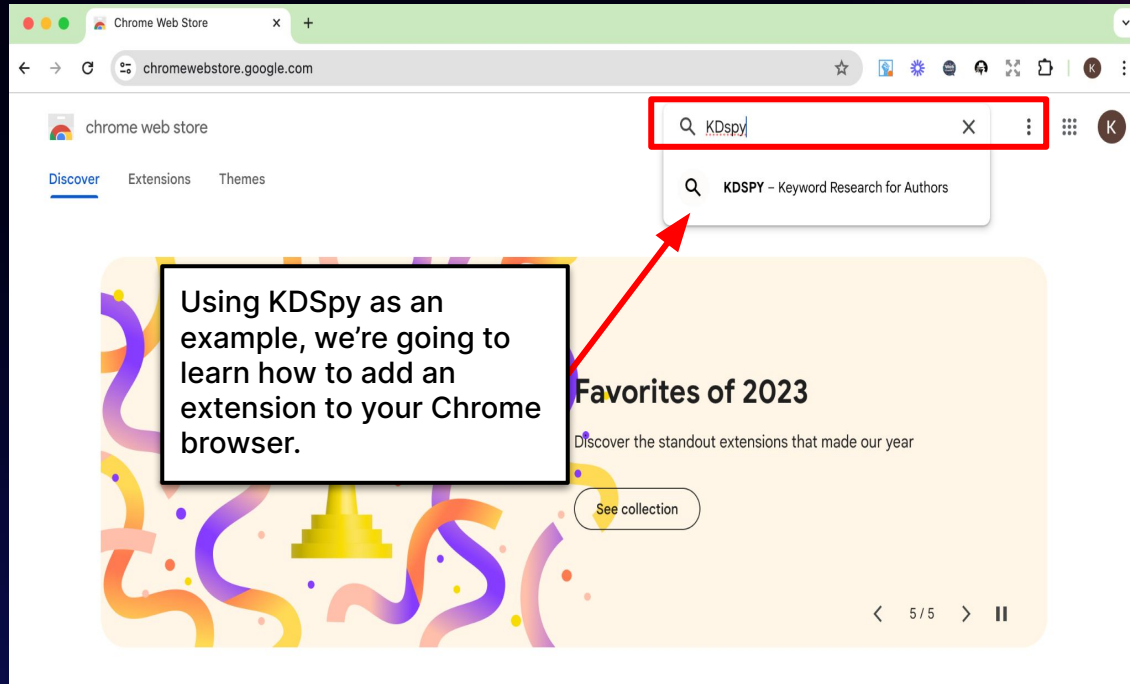 Chrome Web Store
chromewebstore.google.com
K
chrome web store
KDspy
K
Discover Extensions Themes
KDSPY – Keyword Research for Authors
Using KDSpy as an
example, we're going to
learn how to add an
extension to your Chrome
browser.
Favorites of 2023
Discover the standout extensions that made our year
See collection
5 / 5